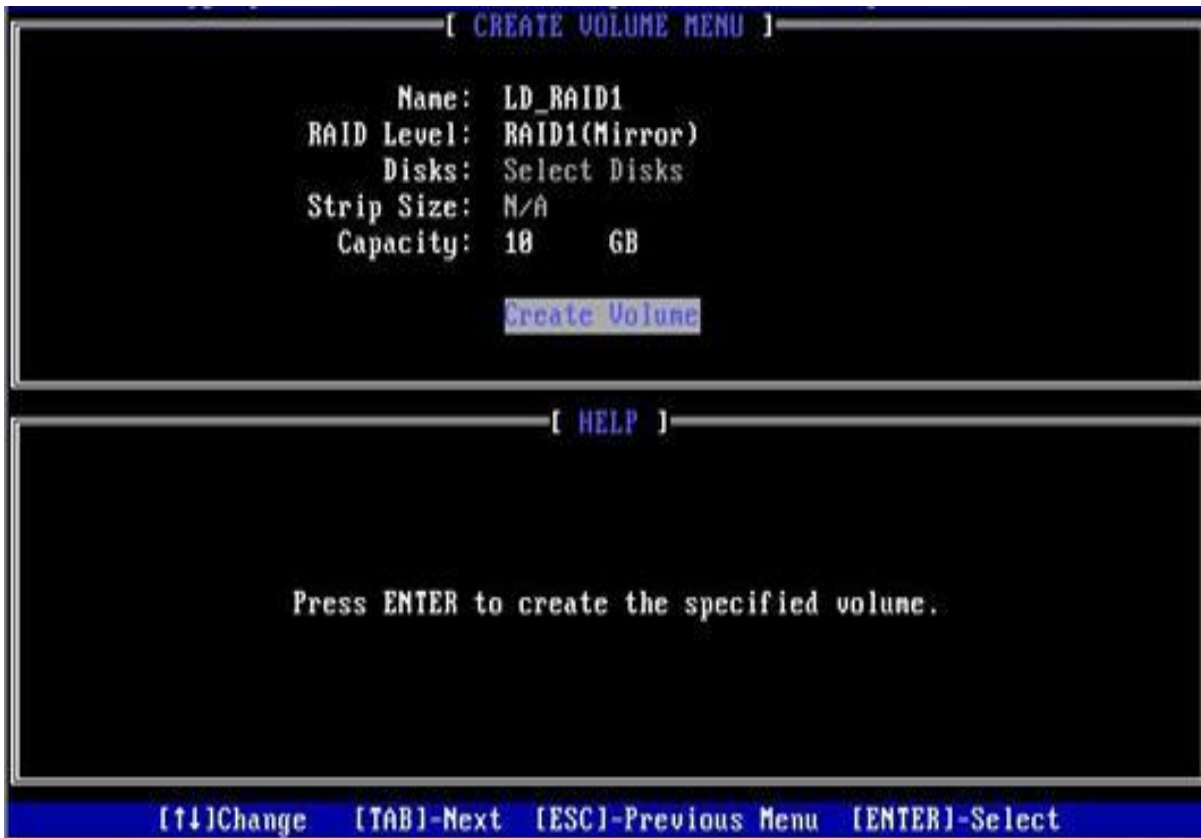 [ CREATE VOLUME MENU ]
Name: LD_RAID1
RAID Level: RAID1(Mirror)
Disks: Select Disks
Strip Size: N/A
Capacity: 10 GB
Create Volume
[ HELP ]
Press ENTER to create the specified volume.
[↑↓]Change [TAB]-Next [ESC]-Previous Menu [ENTER]-Select